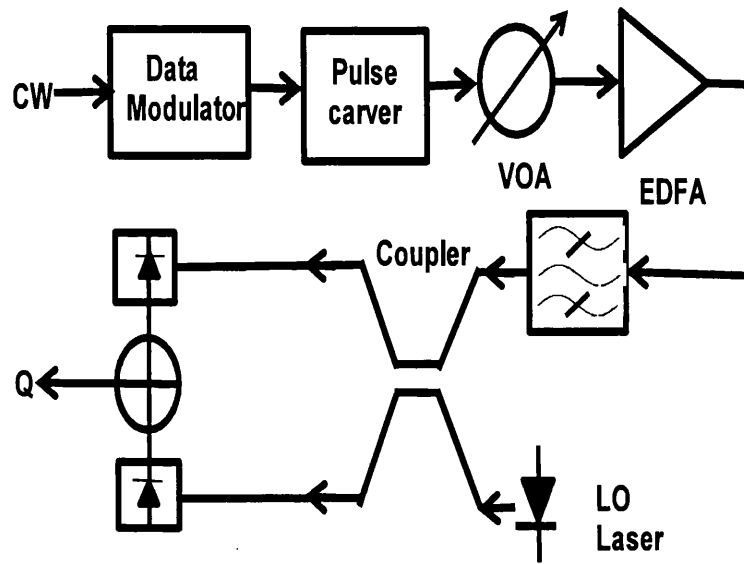 CW
Data
Modulator
Pulse
carver
VOA
EDFA
Coupler
Q
LO
Laser